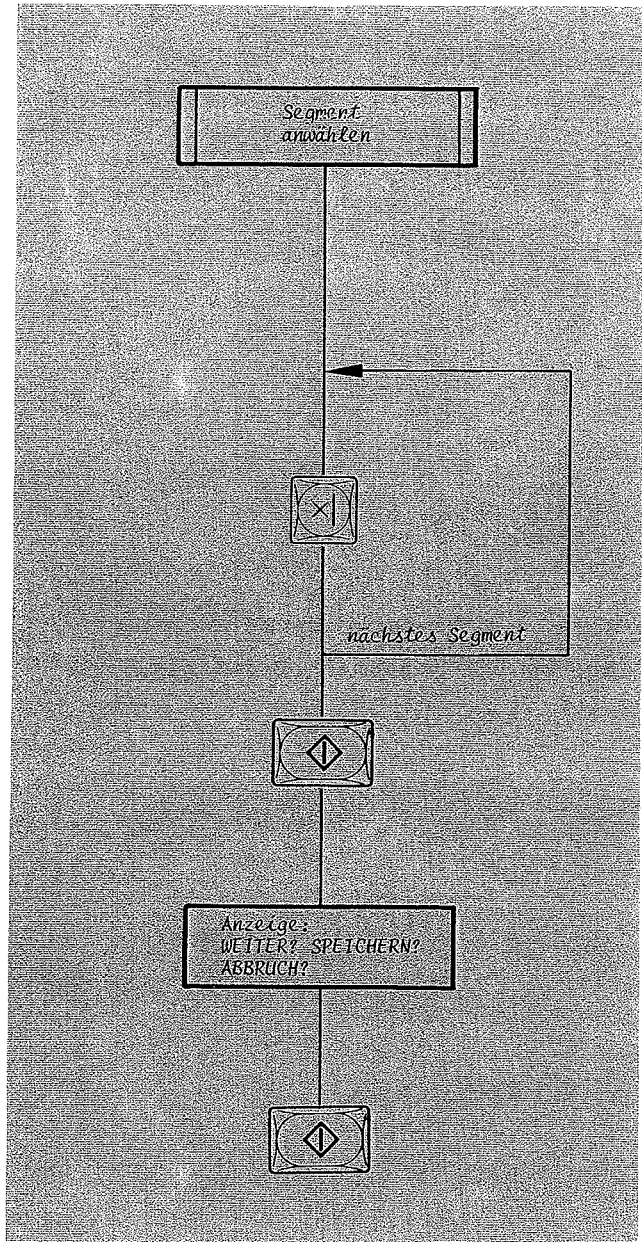 Segment
anwählen
nächstes Segment
Anzeige:
WEITER? SPEICHERN?
ABBRUCH?